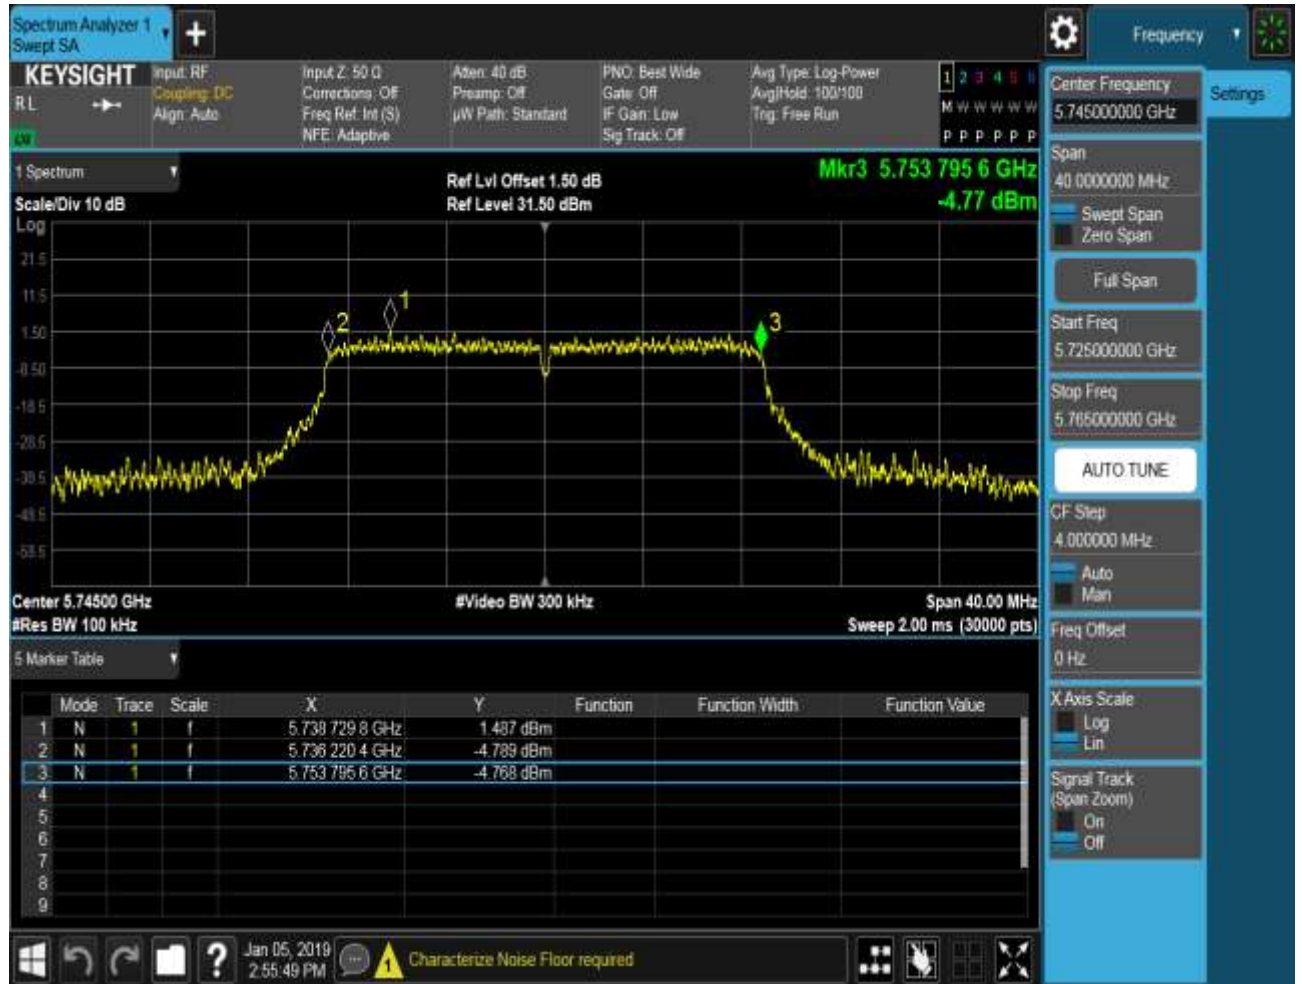 Spectrum Analyzer 1
Swept SA
Frequency
KEYSIGHT
R L
Input: RF
Coupling: DC
Align: Auto
Input Z: 50 Ω
Corrections: Off
Freq Ref: Int (S)
NFE: Adaptive
Atten: 40 dB
Preamp: Off
µW Path: Standard
PNO: Best Wide
Gate: Off
IF Gain: Low
Sig Track: Off
Avg Type: Log-Power
Avg|Hold: 100/100
Trig: Free Run
1 2 3 4 5 6
M W W W W W
P P P P P P
1 Spectrum
Scale/Div 10 dB
Log
Ref Lvl Offset 1.50 dB
Ref Level 31.50 dBm
Mkr3 5.753 795 6 GHz
-4.77 dBm
21.5
11.5
1.50
-8.50
-18.5
-28.5
-38.5
-48.5
-58.5
1
2
3
Center 5.74500 GHz
#Res BW 100 kHz
#Video BW 300 kHz
Span 40.00 MHz
Sweep 2.00 ms (30000 pts)
5 Marker Table
Mode Trace Scale X Y Function Function Width Function Value
1 N 1 f 5.738 729 8 GHz 1.487 dBm
2 N 1 f 5.736 220 4 GHz -4.789 dBm
3 N 1 f 5.753 795 6 GHz -4.768 dBm
4
5
6
7
8
9
Jan 05, 2019
2:55:49 PM
Characterize Noise Floor required
Center Frequency
5.745000000 GHz
Settings
Span
40.0000000 MHz
Swept Span
Zero Span
Full Span
Start Freq
5.725000000 GHz
Stop Freq
5.765000000 GHz
AUTO TUNE
CF Step
4.000000 MHz
Auto
Man
Freq Offset
0 Hz
X Axis Scale
Log
Lin
Signal Track
(Span Zoom)
On
Off